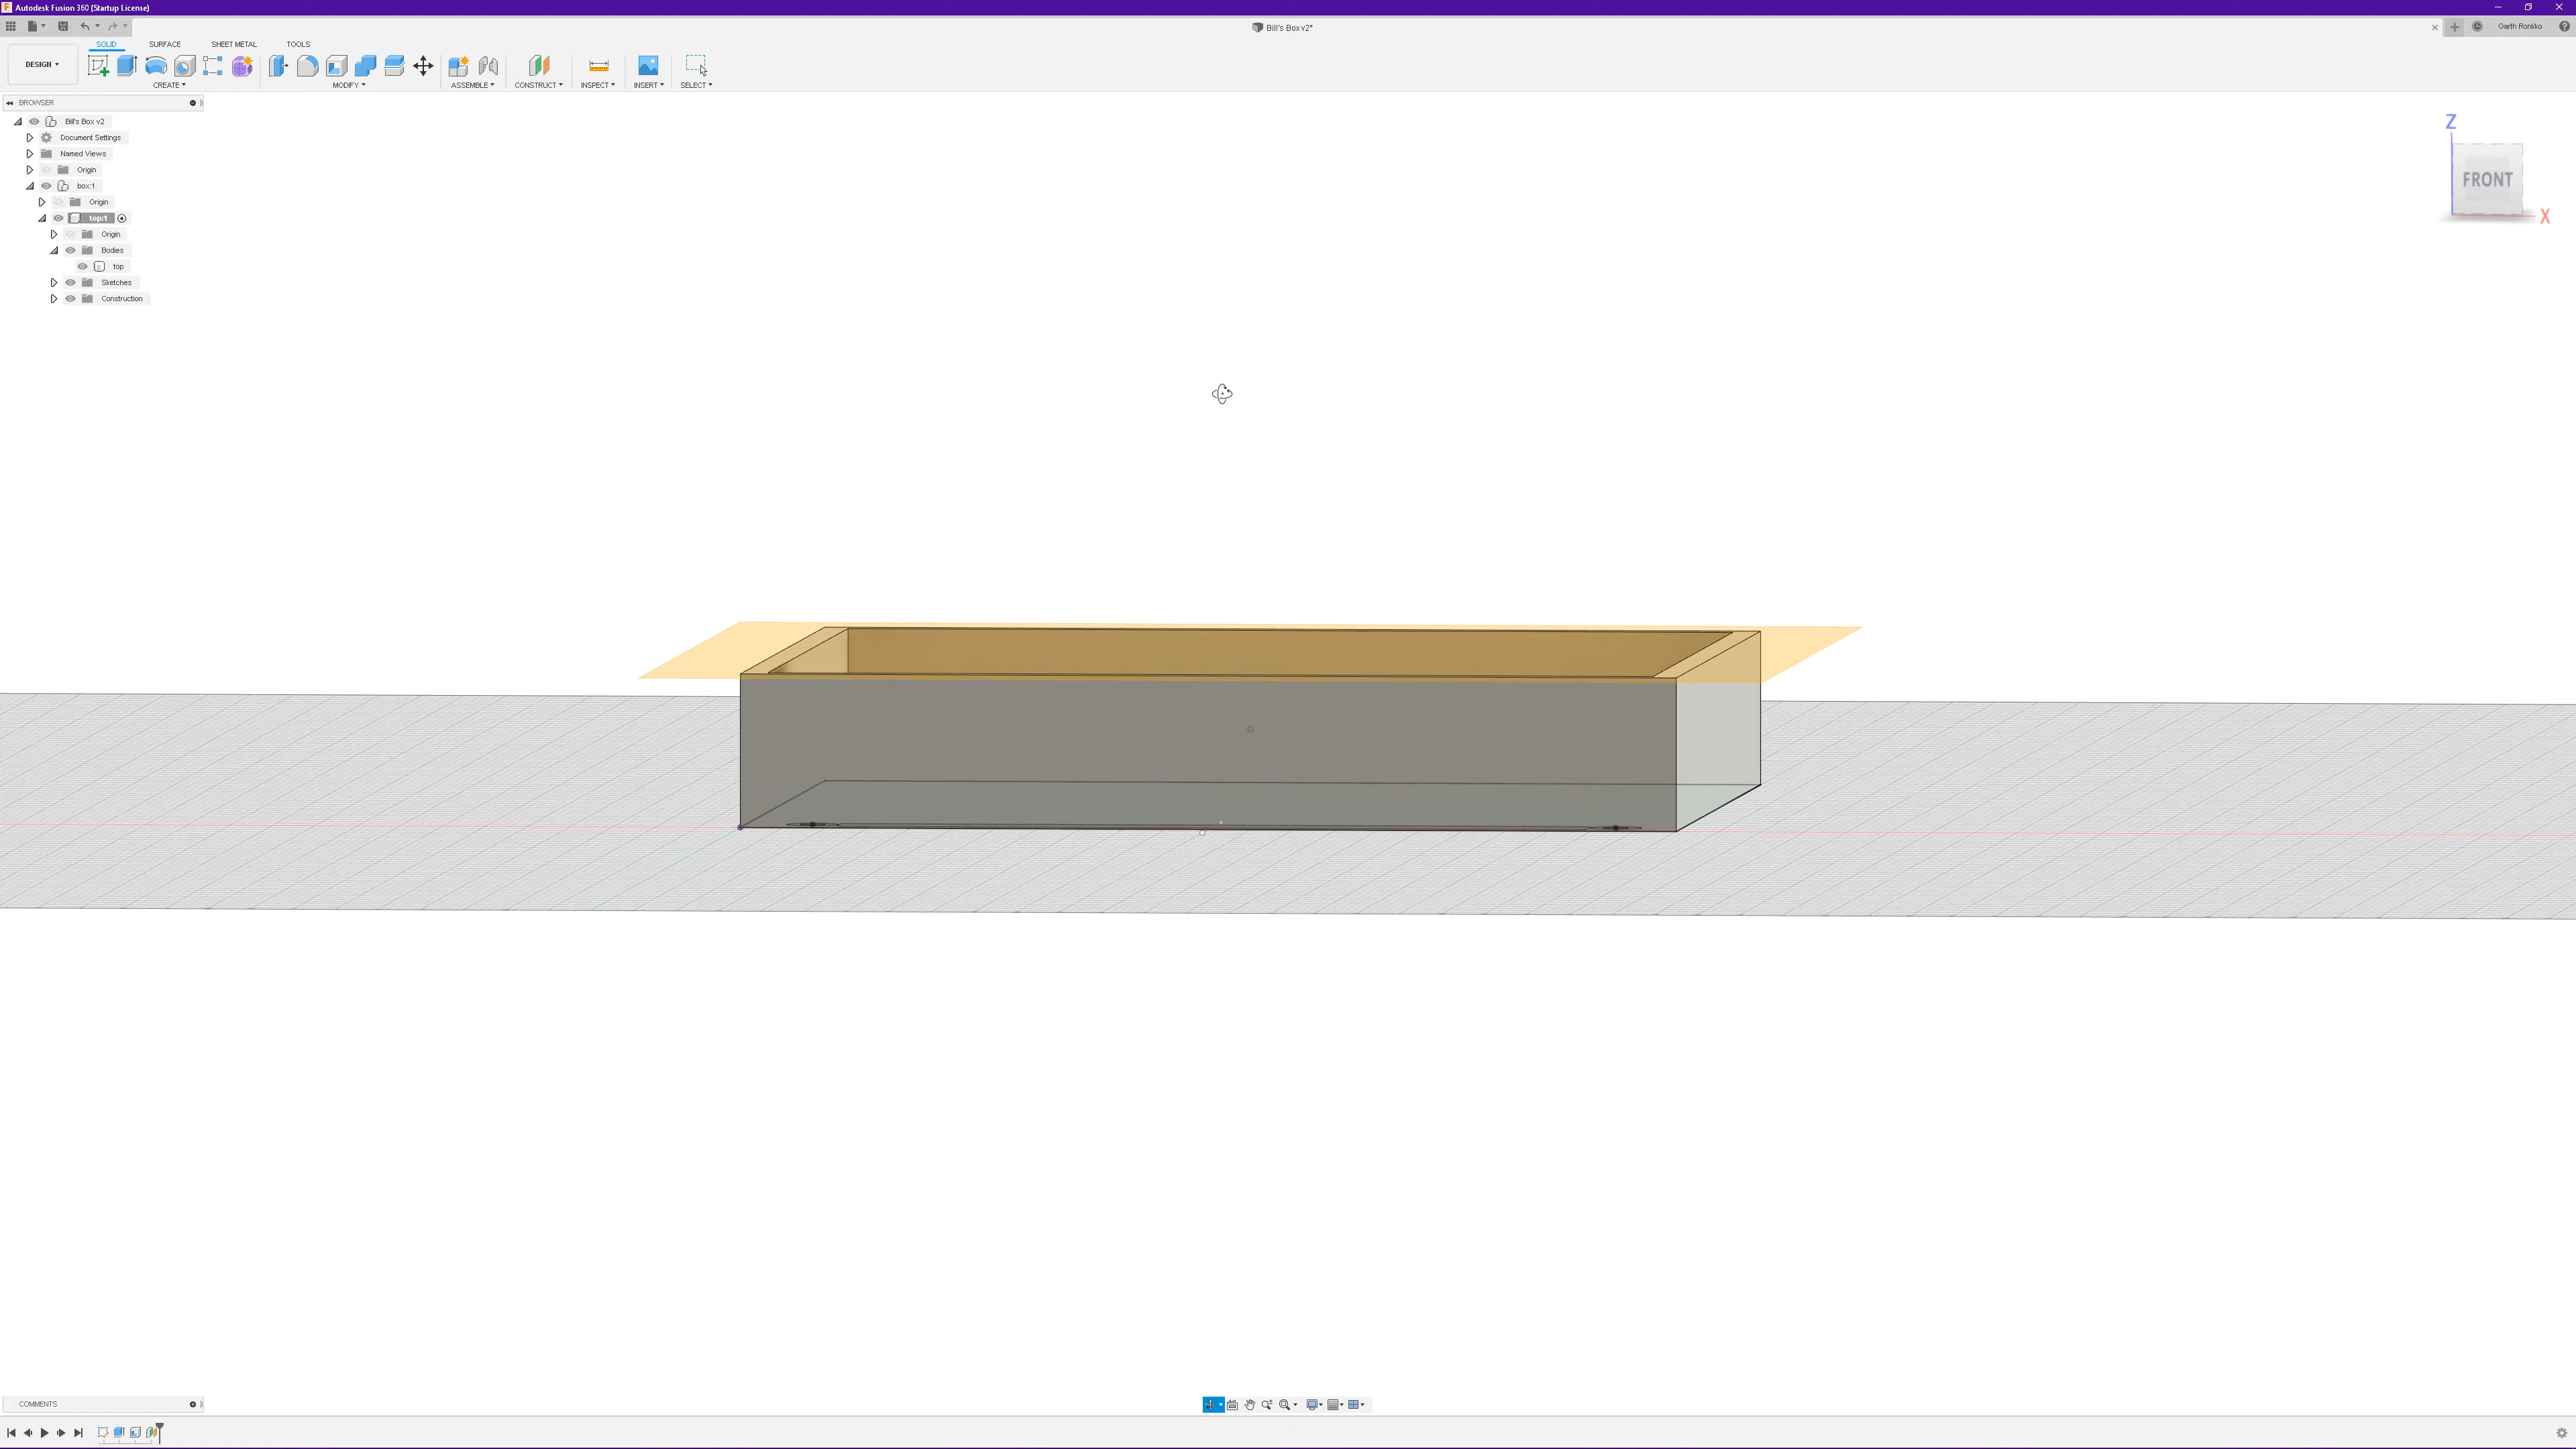 Autodesk Fusion 360 (Startup License)
Bill's Box v2*
Garth Ronkko
SOLID SURFACE SHEET METAL TOOLS
DESIGN
CREATE MODIFY ASSEMBLE CONSTRUCT INSPECT INSERT SELECT
BROWSER
Bill's Box v2
Document Settings
Named Views
Origin
box:1
Origin
top:1
Origin
Bodies
top
Sketches
Construction
Z
FRONT
X
COMMENTS